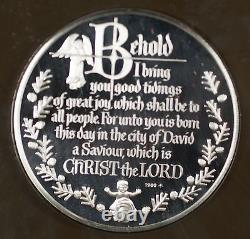 Behold
I bring
you good tidings
of great joy, which shall be to
all people. For unto you is born
this day in the city of David
a Saviour, which is
CHRIST the LORD